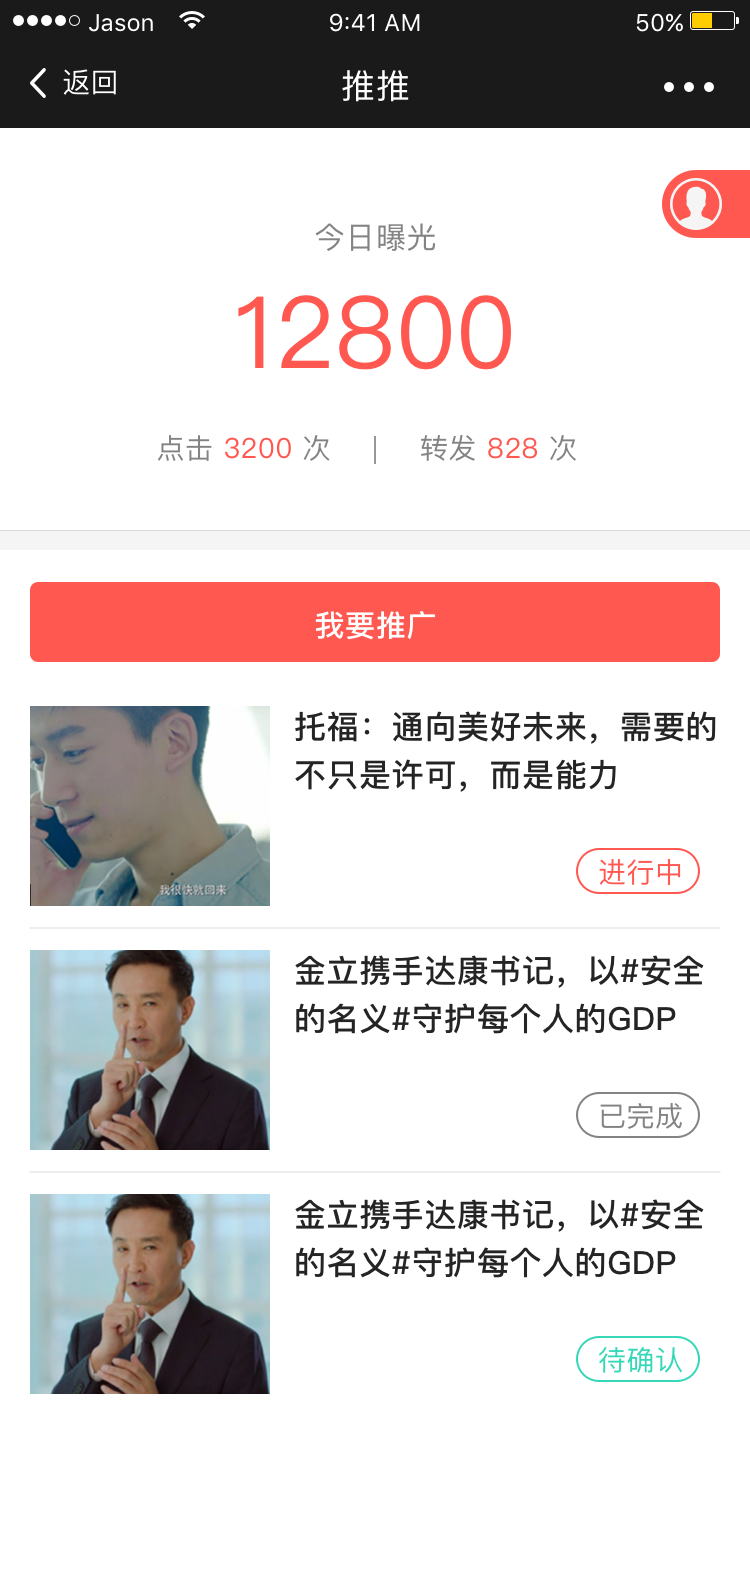 Jason 9:41 AM 50%
返回 推推
今日曝光
12800
点击 3200 次 | 转发 828 次
我要推广
托福：通向美好未来，需要的
不只是许可，而是能力
我很快就回来
进行中
金立携手达康书记，以#安全
的名义#守护每个人的GDP
已完成
金立携手达康书记，以#安全
的名义#守护每个人的GDP
待确认